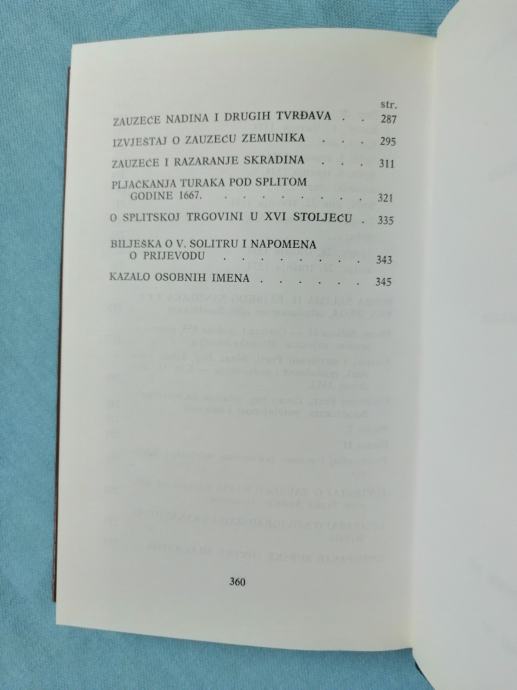 str.
ZAUZEĆE NADINA I DRUGIH TVRĐAVA . . 287
IZVJEŠTAJ O ZAUZEĆU ZEMUNIKA . . . 295
ZAUZEĆE I RAZARANJE SKRADINA . . . 311
PLJAČKANJA TURAKA POD SPLITOM
GODINE 1667. . . . . . . . . 321
O SPLITSKOJ TRGOVINI U XVI STOLJEĆU . 335
BILJEŠKA O V. SOLITRU I NAPOMENA
O PRIJEVODU . . . . . . . . 343
KAZALO OSOBNIH IMENA . . . . . . 345
360